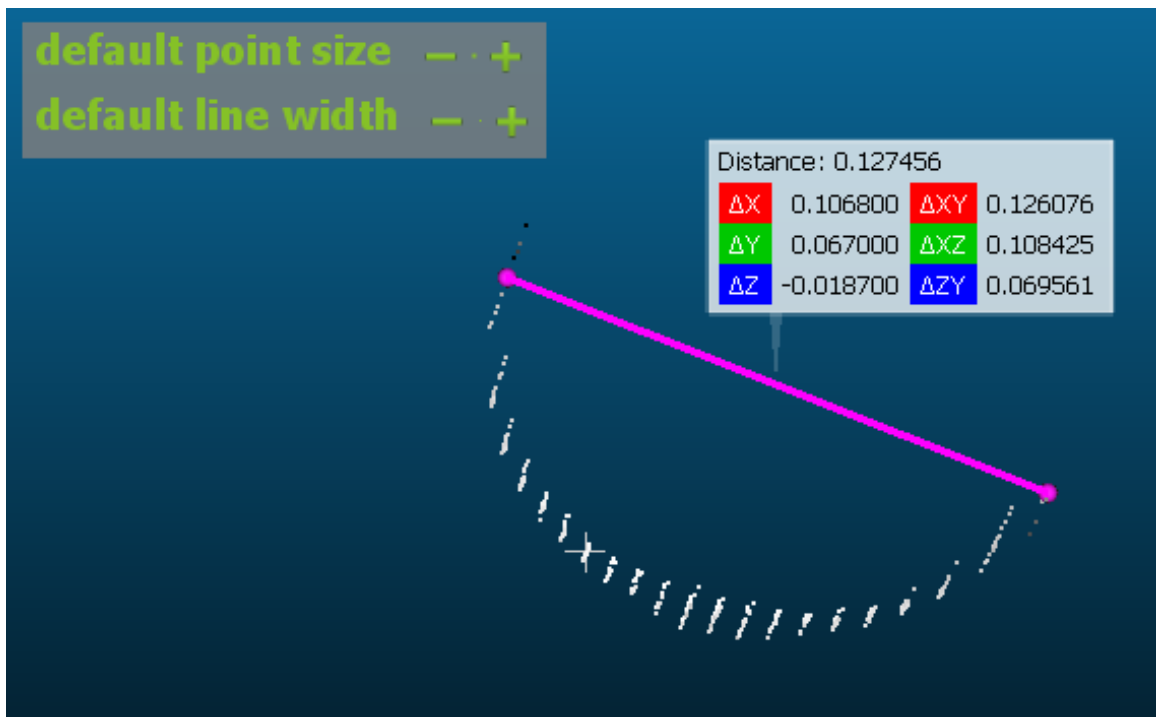 default point size − · +
default line width − · +
Distance: 0.127456
ΔX 0.106800 ΔXY 0.126076
ΔY 0.067000 ΔXZ 0.108425
ΔZ -0.018700 ΔZY 0.069561